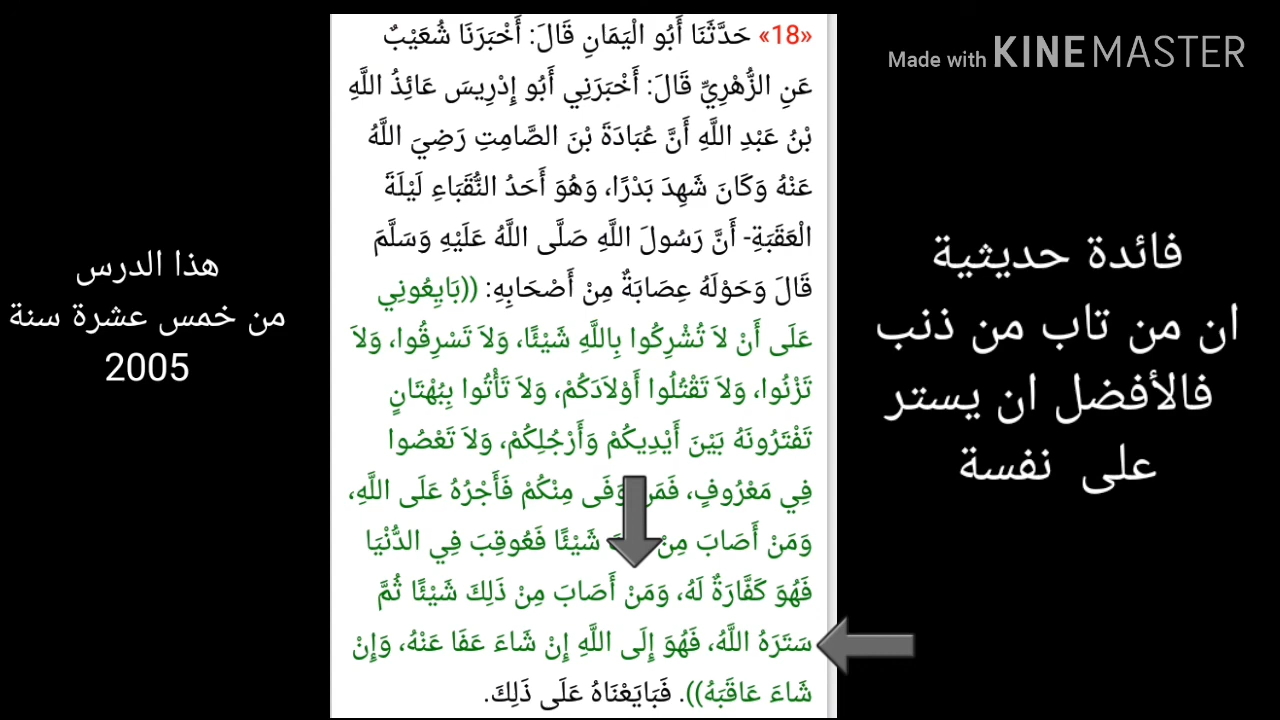 Made with KINEMASTER
«18» حَدَّثَنَا أَبُو الْيَمَانِ قَالَ: أَخْبَرَنَا شُعَيْبٌ
عَنِ الزُّهْرِيِّ قَالَ: أَخْبَرَنِي أَبُو إِدْرِيسَ عَائِذُ اللَّهِ
بْنُ عَبْدِ اللَّهِ أَنَّ عُبَادَةَ بْنَ الصَّامِتِ رَضِيَ اللَّهُ
عَنْهُ وَكَانَ شَهِدَ بَدْرًا، وَهُوَ أَحَدُ النُّقَبَاءِ لَيْلَةَ
الْعَقَبَةِ- أَنَّ رَسُولَ اللَّهِ صَلَّى اللَّهُ عَلَيْهِ وَسَلَّمَ
قَالَ وَحَوْلَهُ عِصَابَةٌ مِنْ أَصْحَابِهِ: ((بَايِعُونِي
عَلَى أَنْ لاَ تُشْرِكُوا بِاللَّهِ شَيْئًا، وَلاَ تَسْرِقُوا، وَلاَ
تَزْنُوا، وَلاَ تَقْتُلُوا أَوْلاَدَكُمْ، وَلاَ تَأْتُوا بِبُهْتَانٍ
تَفْتَرُونَهُ بَيْنَ أَيْدِيكُمْ وَأَرْجُلِكُمْ، وَلاَ تَعْصُوا
فِي مَعْرُوفٍ، فَمَنْ وَفَى مِنْكُمْ فَأَجْرُهُ عَلَى اللَّهِ،
وَمَنْ أَصَابَ مِنْ شَيْئًا فَعُوقِبَ فِي الدُّنْيَا
فَهُوَ كَفَّارَةٌ لَهُ، وَمَنْ أَصَابَ مِنْ ذَلِكَ شَيْئًا ثُمَّ
سَتَرَهُ اللَّهُ، فَهُوَ إِلَى اللَّهِ إِنْ شَاءَ عَفَا عَنْهُ، وَإِنْ
شَاءَ عَاقَبَهُ)). فَبَايَعْنَاهُ عَلَى ذَلِكَ.
فائدة حديثية
ان من تاب من ذنب
فالأفضل ان يستر
على نفسة
هذا الدرس
من خمس عشرة سنة
2005